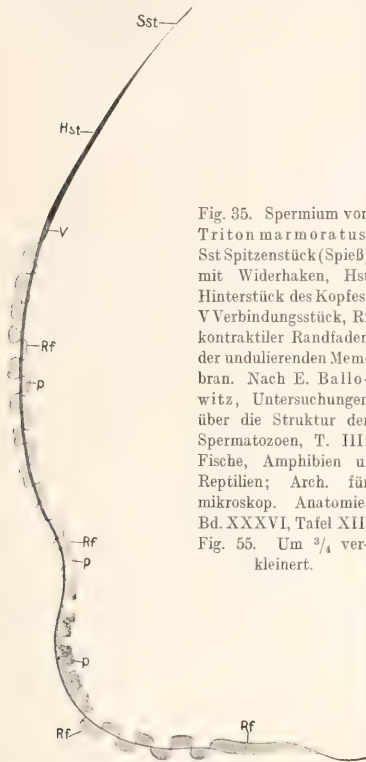 Sst
Hst
V
Rf
p
Rf
p
p
Rf
Rf
Fig. 35. Spermium von
Triton marmoratus.
Sst Spitzenstück (Spieß)
mit Widerhaken, Hst
Hinterstück des Kopfes,
V Verbindungsstück, Rf
kontraktiler Randfaden
der undulierenden Mem-
bran. Nach E. Ballo-
witz, Untersuchungen
über die Struktur der
Spermatozoen, T. III:
Fische, Amphibien u.
Reptilien; Arch. für
mikroskop. Anatomie,
Bd. XXXVI, Tafel XII,
Fig. 55. Um 3/4 ver-
kleinert.